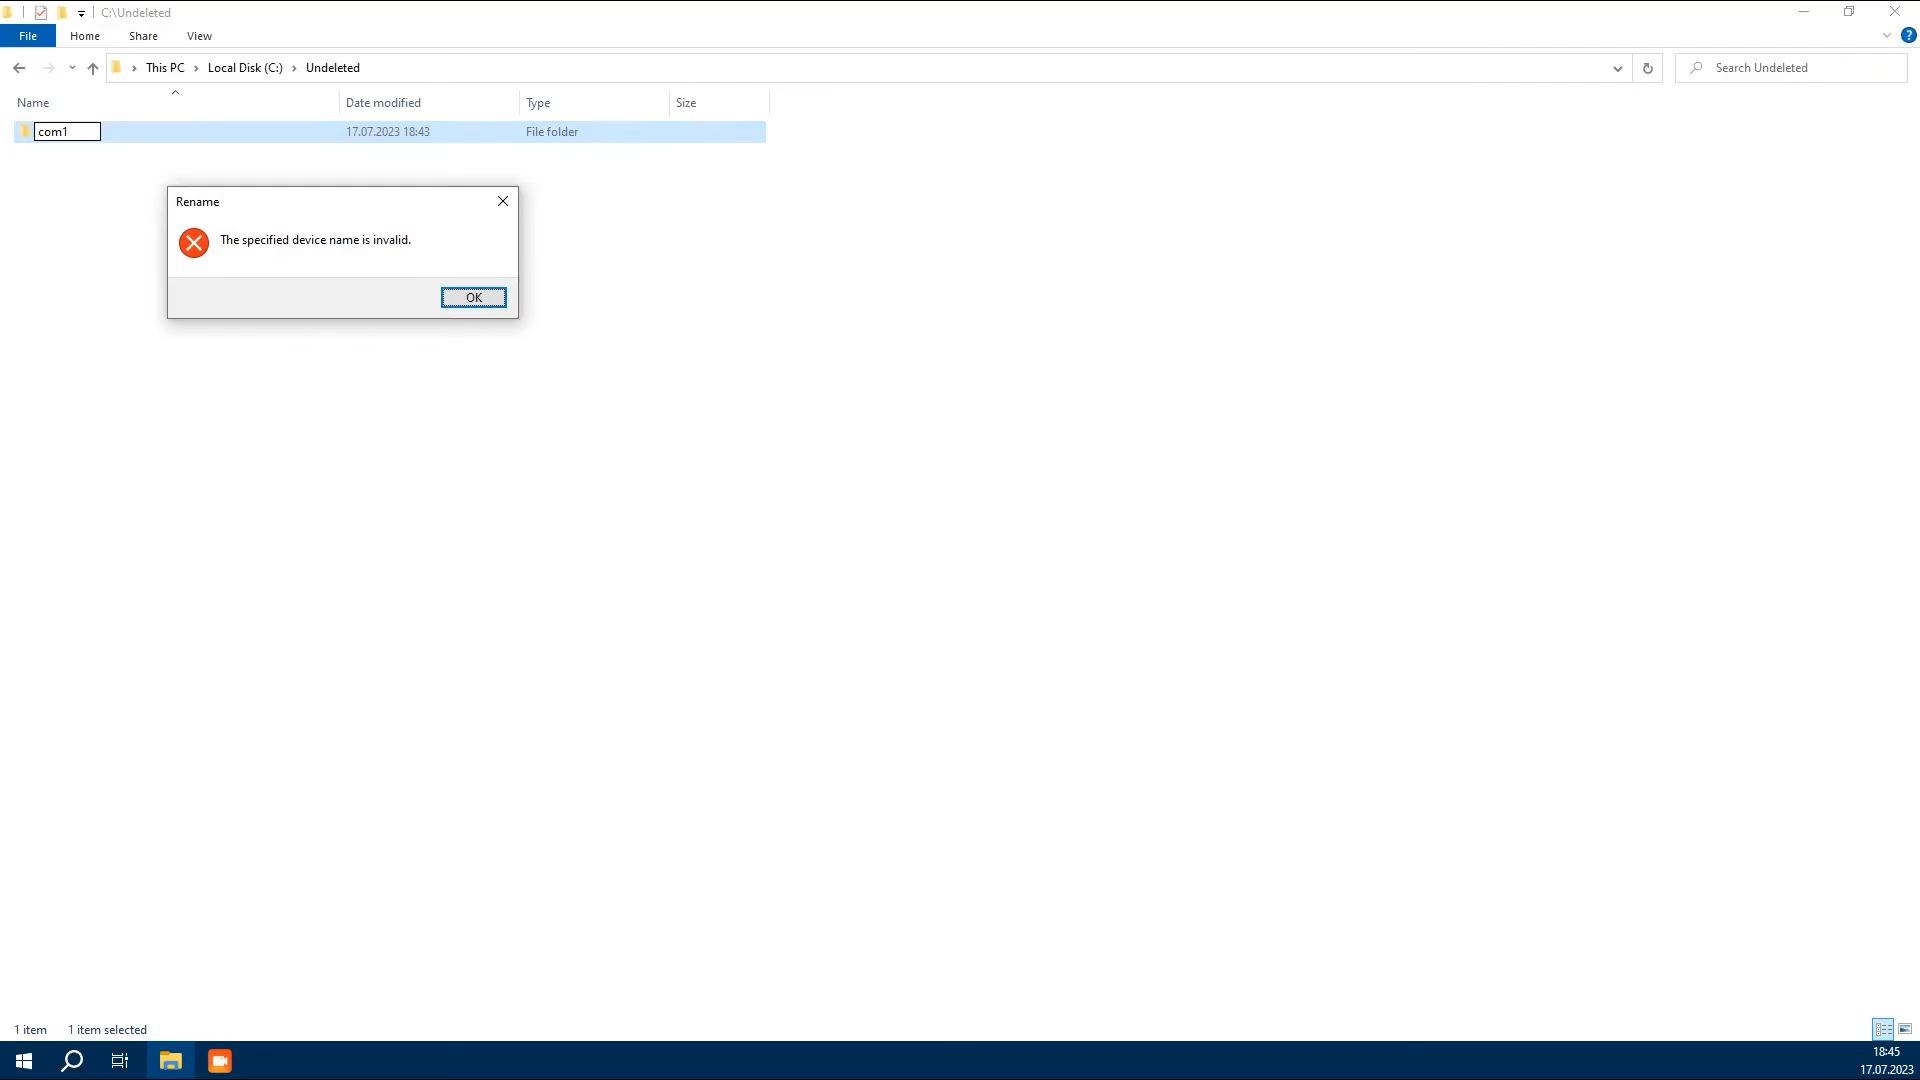 C:\Undeleted
File Home Share View
?
This PC Local Disk (C:) Undeleted
Search Undeleted
Name Date modified Type Size
com1 17.07.2023 18:43 File folder
Rename
The specified device name is invalid.
OK
1 item 1 item selected
18:45
17.07.2023